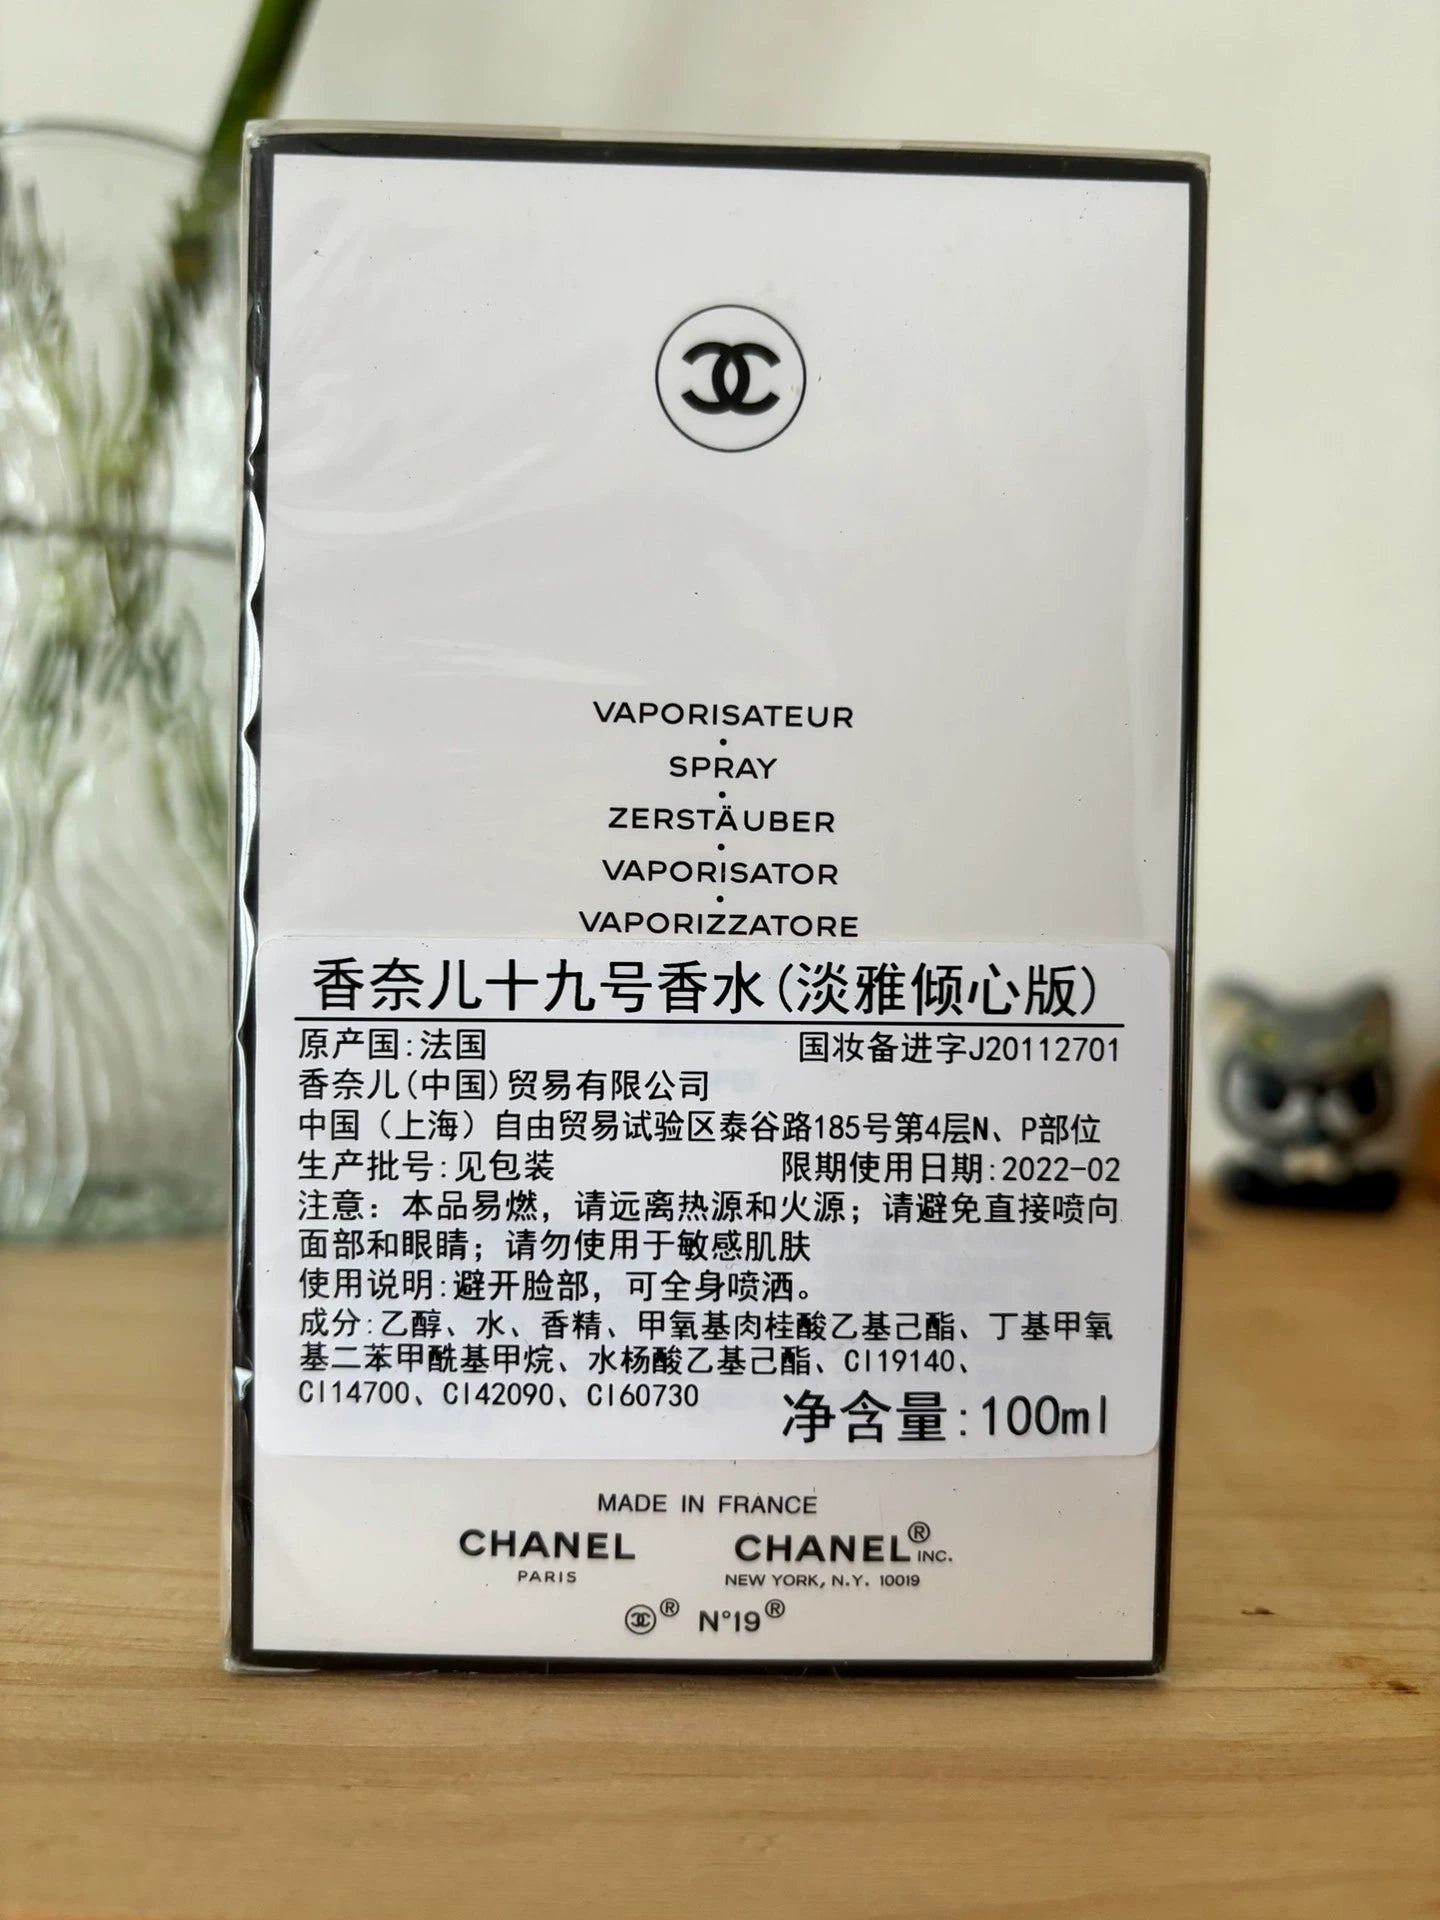 VAPORISATEUR
SPRAY
ZERSTÄUBER
VAPORISATOR
VAPORIZZATORE
香奈儿十九号香水(淡雅倾心版)
原产国:法国 国妆备进字J20112701
香奈儿(中国)贸易有限公司
中国（上海）自由贸易试验区泰谷路185号第4层N、P部位
生产批号:见包装 限期使用日期:2022-02
注意：本品易燃，请远离热源和火源；请避免直接喷向
面部和眼睛；请勿使用于敏感肌肤
使用说明:避开脸部，可全身喷洒。
成分:乙醇、水、香精、甲氧基肉桂酸乙基己酯、丁基甲氧
基二苯甲酰基甲烷、水杨酸乙基己酯、CI19140、
CI14700、CI42090、CI60730
净含量:100ml
MADE IN FRANCE
CHANEL CHANEL® INC.
PARIS NEW YORK, N.Y. 10019
® N°19®